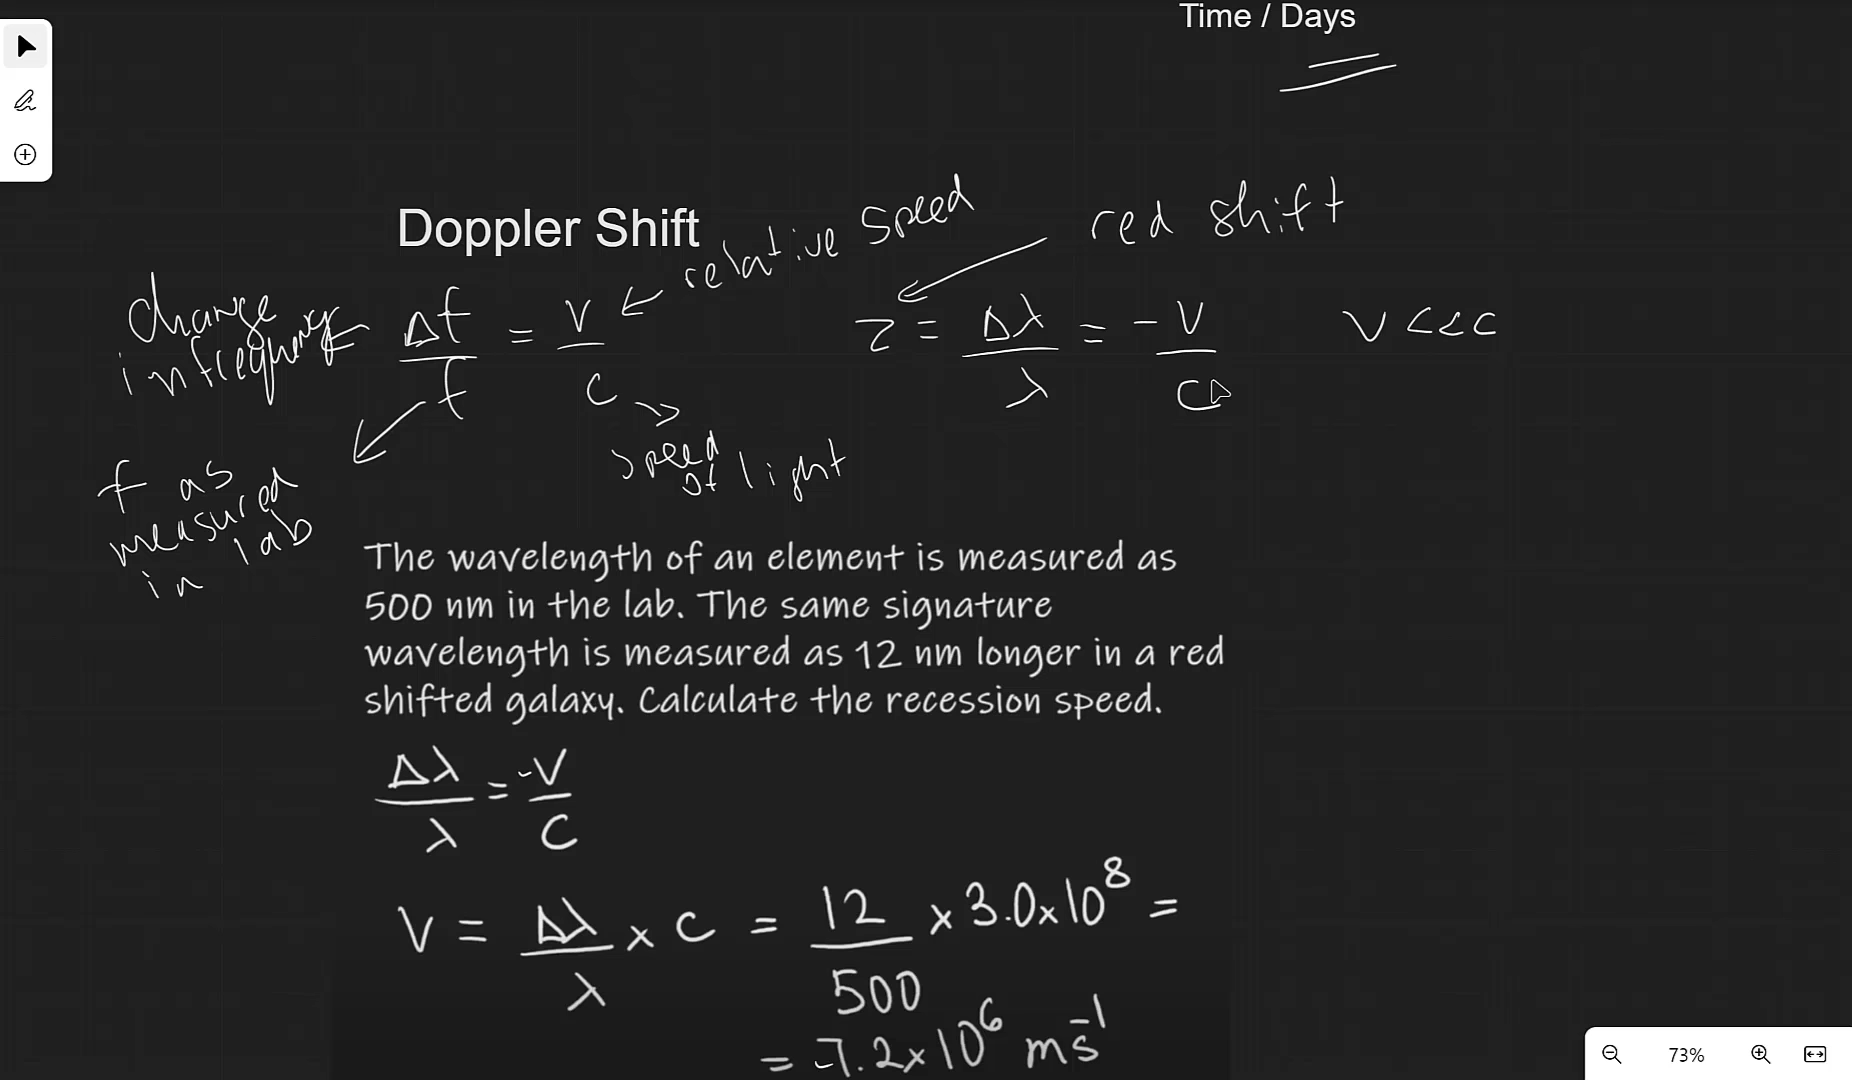 Time / Days
Doppler Shift
relative speed
red shift
change
in frequency
Δf/f = v/c
z = Δλ/λ = -v/c
v <<c
speed
of light
f as
measured
in lab
The wavelength of an element is measured as
500 nm in the lab. The same signature
wavelength is measured as 12 nm longer in a red
shifted galaxy. Calculate the recession speed.
Δλ/λ = -v/c
v = Δλ/λ × c = 12/500 × 3.0×10⁸ =
= -7.2×10⁶ ms⁻¹
73%